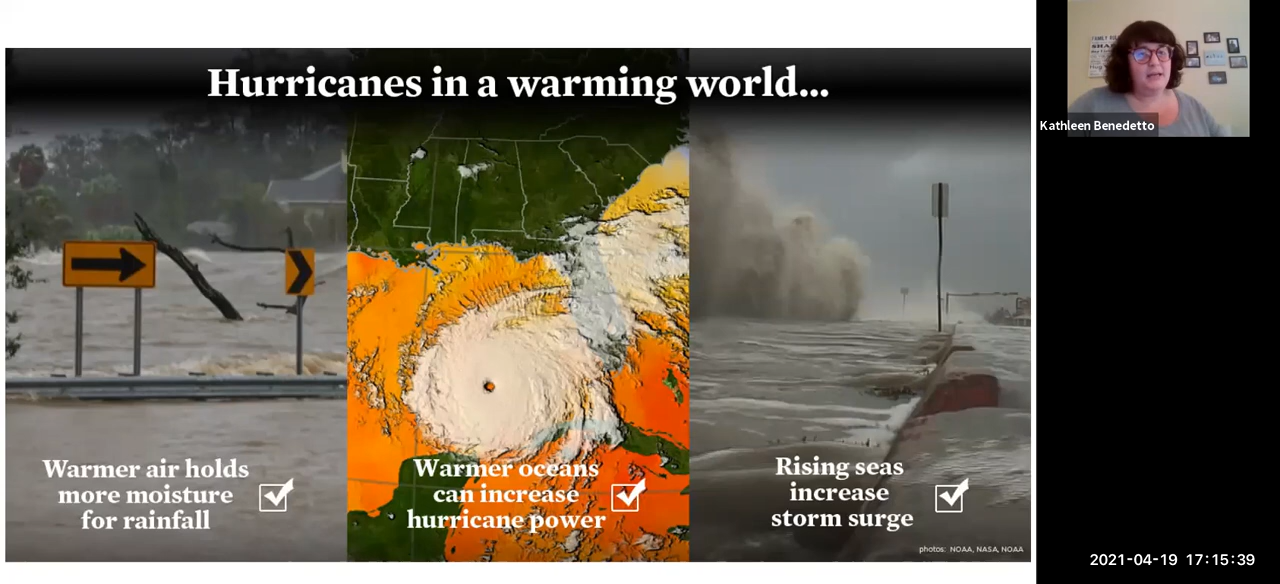 Hurricanes in a warming world...
Warmer air holds
more moisture
for rainfall
Warmer oceans
can increase
hurricane power
Rising seas
increase
storm surge
photos: NOAA, NASA, NOAA
Kathleen Benedetto
2021-04-19 17:15:39